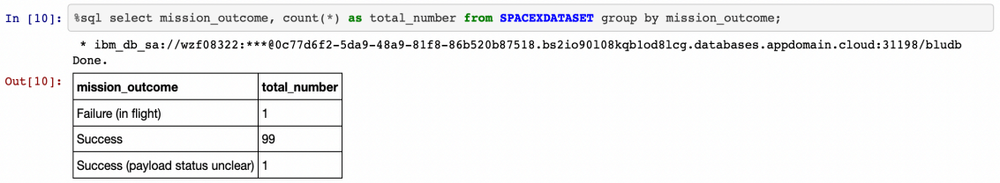 In [10]: %sql select mission_outcome, count(*) as total_number from SPACEXDATASET group by mission_outcome;
* ibm_db_sa://wzf08322:***@0c77d6f2-5da9-48a9-81f8-86b520b87518.bs2io90l08kqb1od8lcg.databases.appdomain.cloud:31198/bludb
Done.
Out[10]:
mission_outcome total_number
Failure (in flight) 1
Success 99
Success (payload status unclear) 1